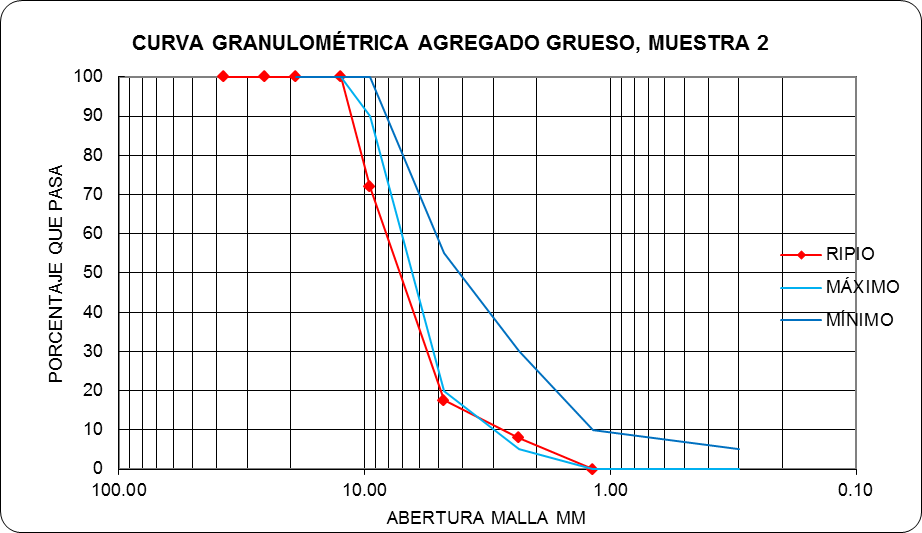 CURVA GRANULOMÉTRICA AGREGADO GRUESO, MUESTRA 2
PORCENTAJE QUE PASA
100
90
80
70
60
50
40
30
20
10
0
100.00 10.00 1.00 0.10
ABERTURA MALLA MM
RIPIO
MÁXIMO
MÍNIMO